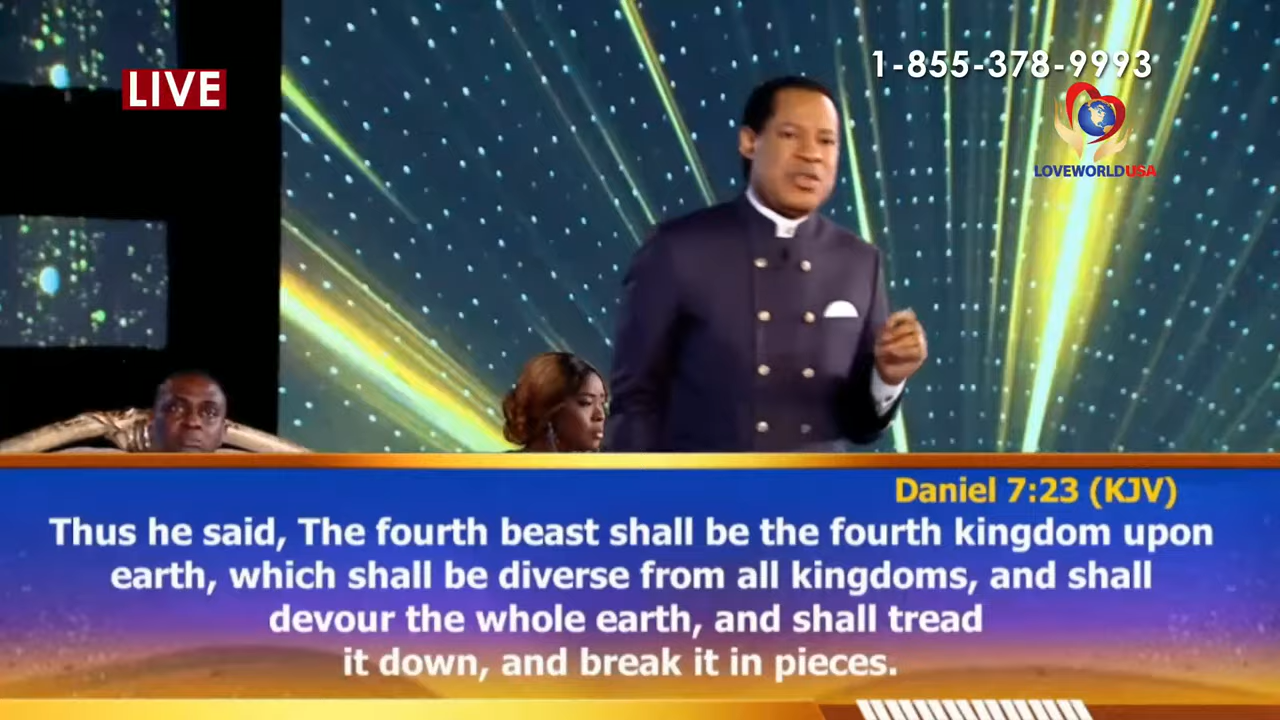 1-855-378-9993
LIVE
LOVEWORLDUSA
Daniel 7:23 (KJV)
Thus he said, The fourth beast shall be the fourth kingdom upon
earth, which shall be diverse from all kingdoms, and shall
devour the whole earth, and shall tread
it down, and break it in pieces.